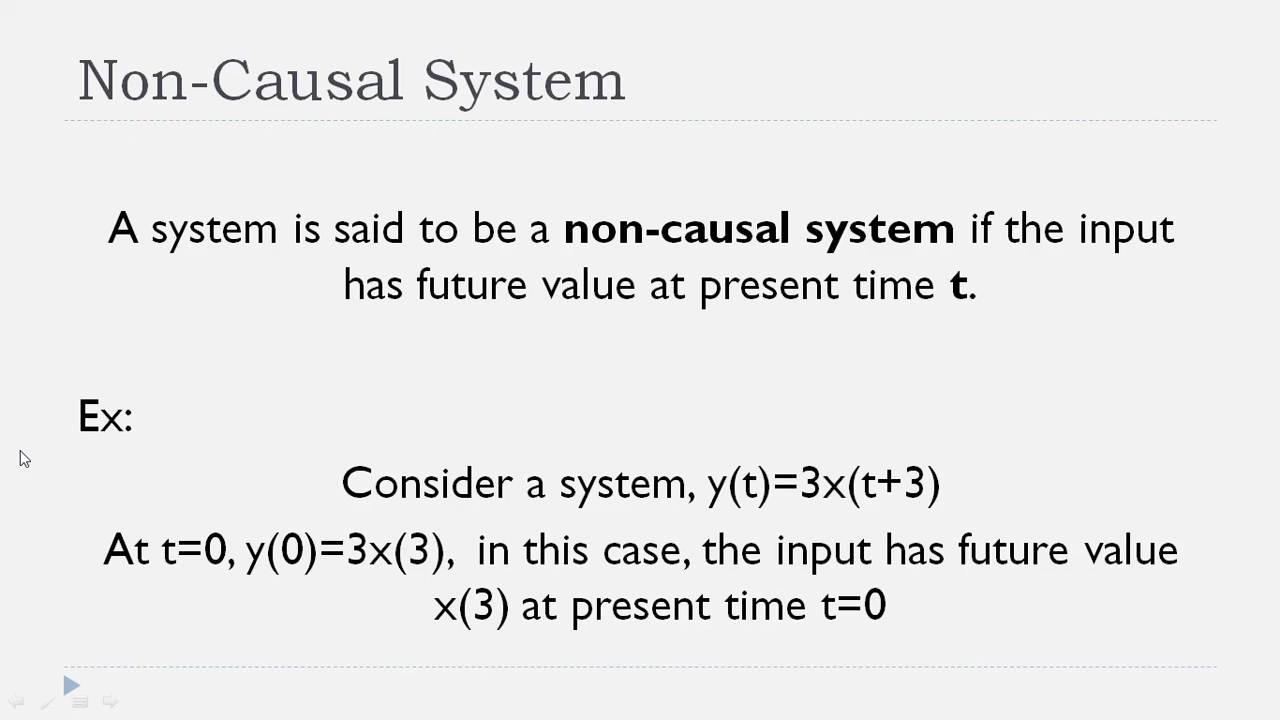 Non-Causal System
A system is said to be a non-causal system if the input
has future value at present time t.
Ex:
Consider a system, y(t)=3x(t+3)
At t=0, y(0)=3x(3), in this case, the input has future value
x(3) at present time t=0